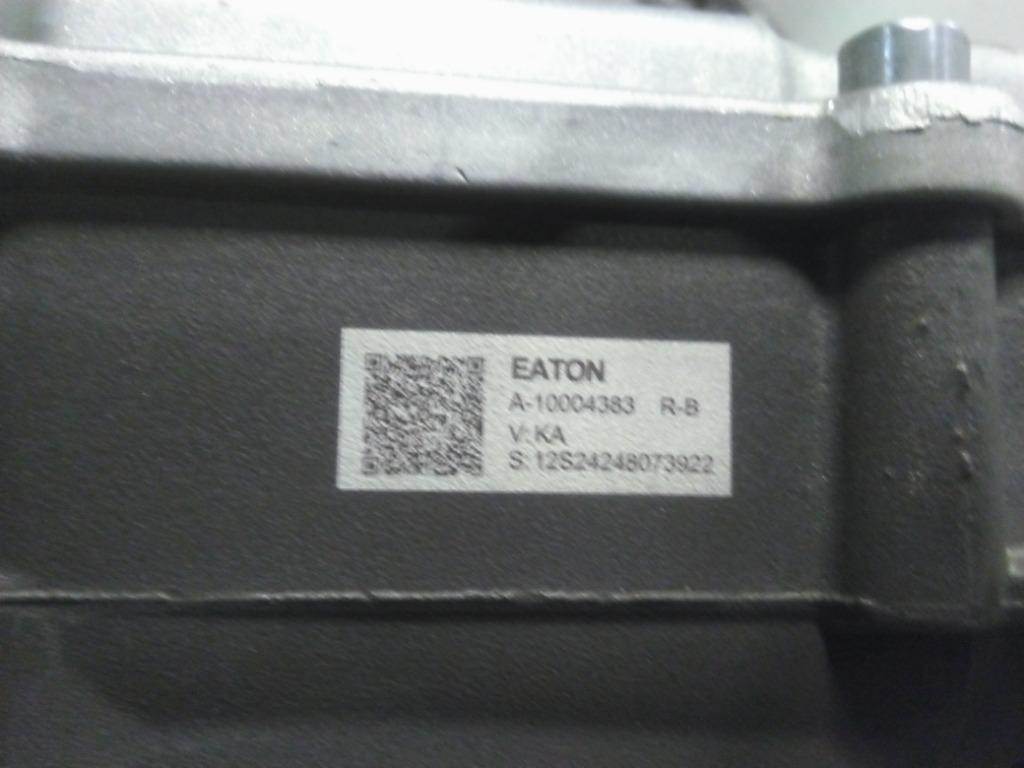 EATON
A-10004383 R-B
V: KA
S: 12S24248073922